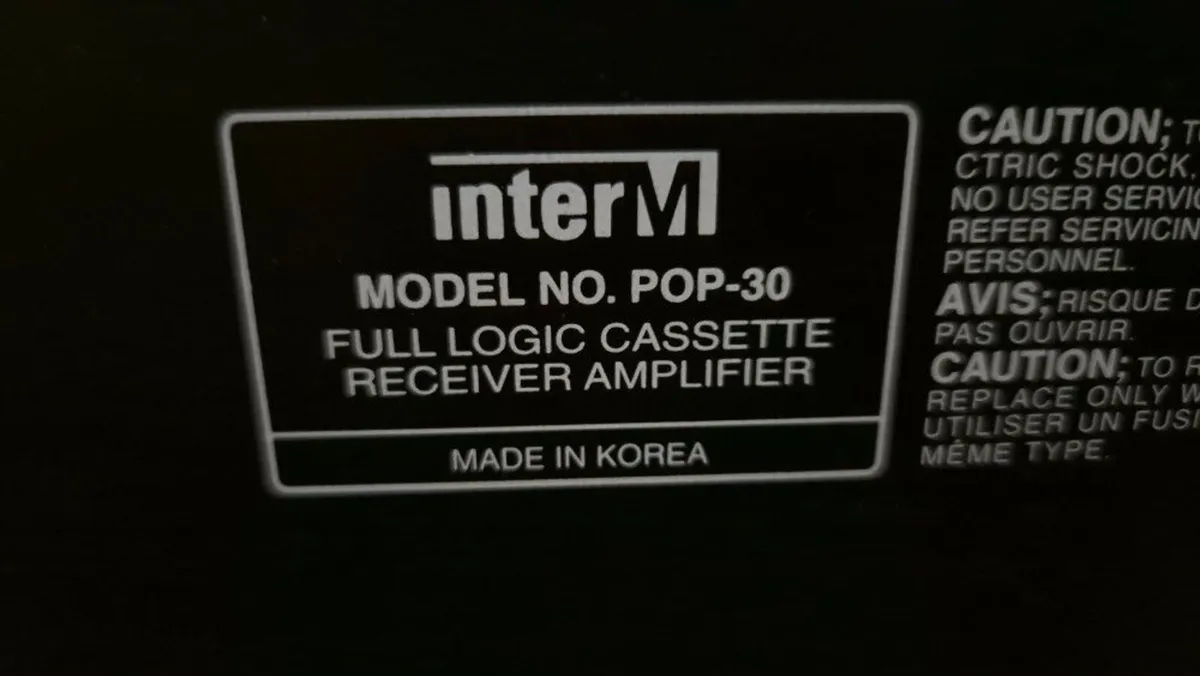 interM
MODEL NO. POP-30
FULL LOGIC CASSETTE
RECEIVER AMPLIFIER
MADE IN KOREA
CAUTION;
CTRIC SHOCK,
NO USER
REFER
PERSONNEL.
AVIS; RISQUE
PAS OUVRIR.
CAUTION; TO
REPLACE ONLY
UTILISER UN
MÊME TYPE.